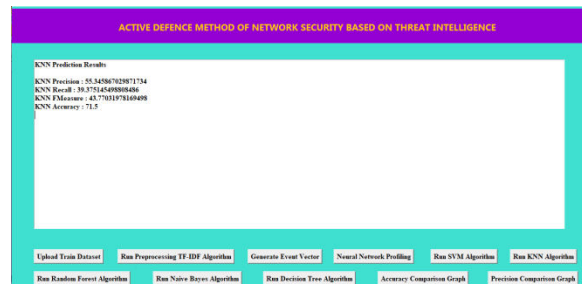 ACTIVE DEFENCE METHOD OF NETWORK SECURITY BASED ON THREAT INTELLIGENCE
KNN Prediction Results
KNN Precision : 55.345867029871734
KNN Recall : 39.375145498808486
KNN FMeasure : 43.77031978169498
KNN Accuracy : 71.5
Upload Train Dataset Run Preprocessing TF-IDF Algorithm Generate Event Vector Neural Network Profiling Run SVM Algorithm Run KNN Algorithm
Run Random Forest Algorithm Run Naive Bayes Algorithm Run Decision Tree Algorithm Accuracy Comparison Graph Precision Comparison Graph